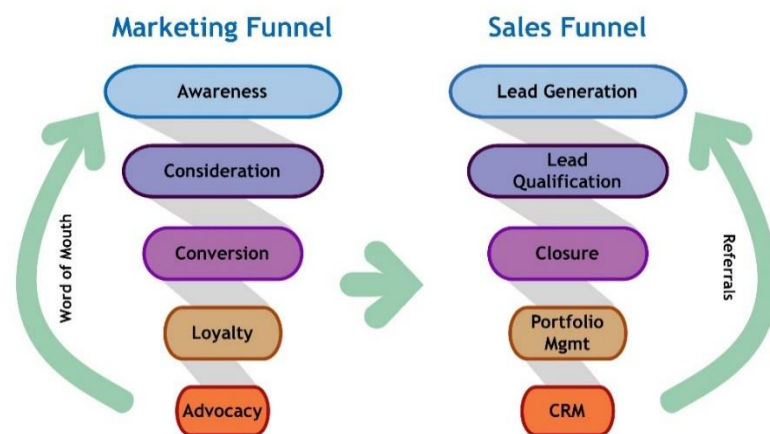 Marketing Funnel
Awareness
Consideration
Conversion
Loyalty
Advocacy
Word of Mouth
Sales Funnel
Lead Generation
Lead
Qualification
Closure
Portfolio
Mgmt
CRM
Referrals